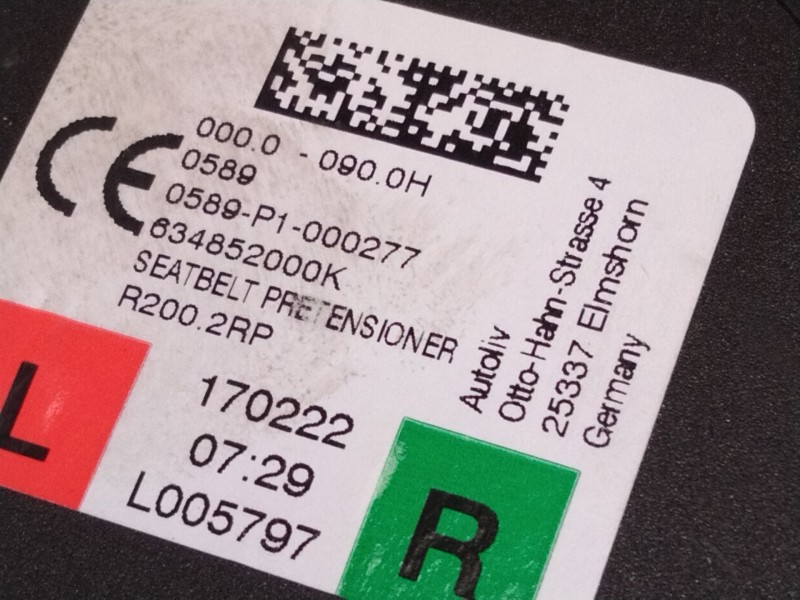 CE
000.0 - 090.0H
0589
0589-P1-000277
634852000K
SEATBELT PRETENSIONER
R200.2RP
170222
07:29
L005797
L
R
Autoliv
Otto-Hahn-Strasse 4
25337 Elmshorn
Germany